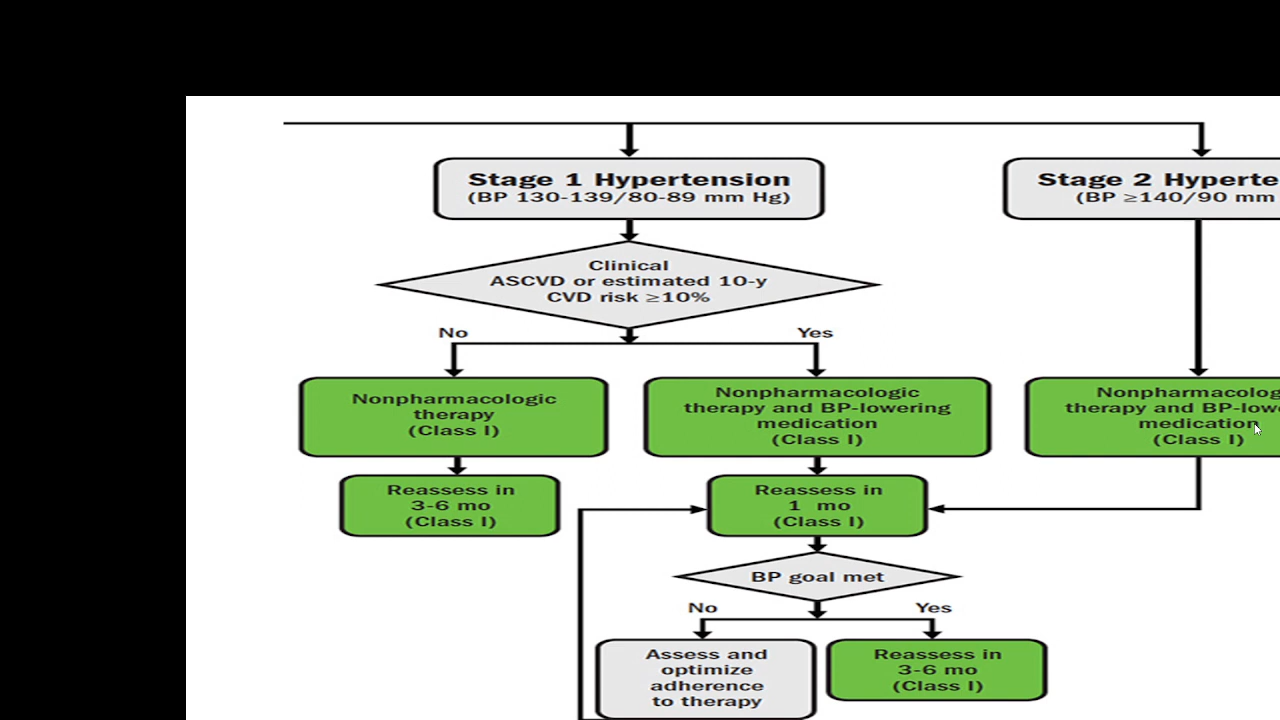 Stage 1 Hypertension
(BP 130-139/80-89 mm Hg)
Stage 2
(BP ≥140/90 mm
Clinical
ASCVD or estimated 10-y
CVD risk ≥10%
No
Yes
Nonpharmacologic
therapy
(Class I)
Nonpharmacologic
therapy and BP-lowering
medication
(Class I)
therapy and
medication
(Class I)
Reassess in
3-6 mo
(Class I)
Reassess in
1 mo
(Class I)
BP goal met
No
Yes
Assess and
optimize
adherence
to therapy
Reassess in
3-6 mo
(Class I)